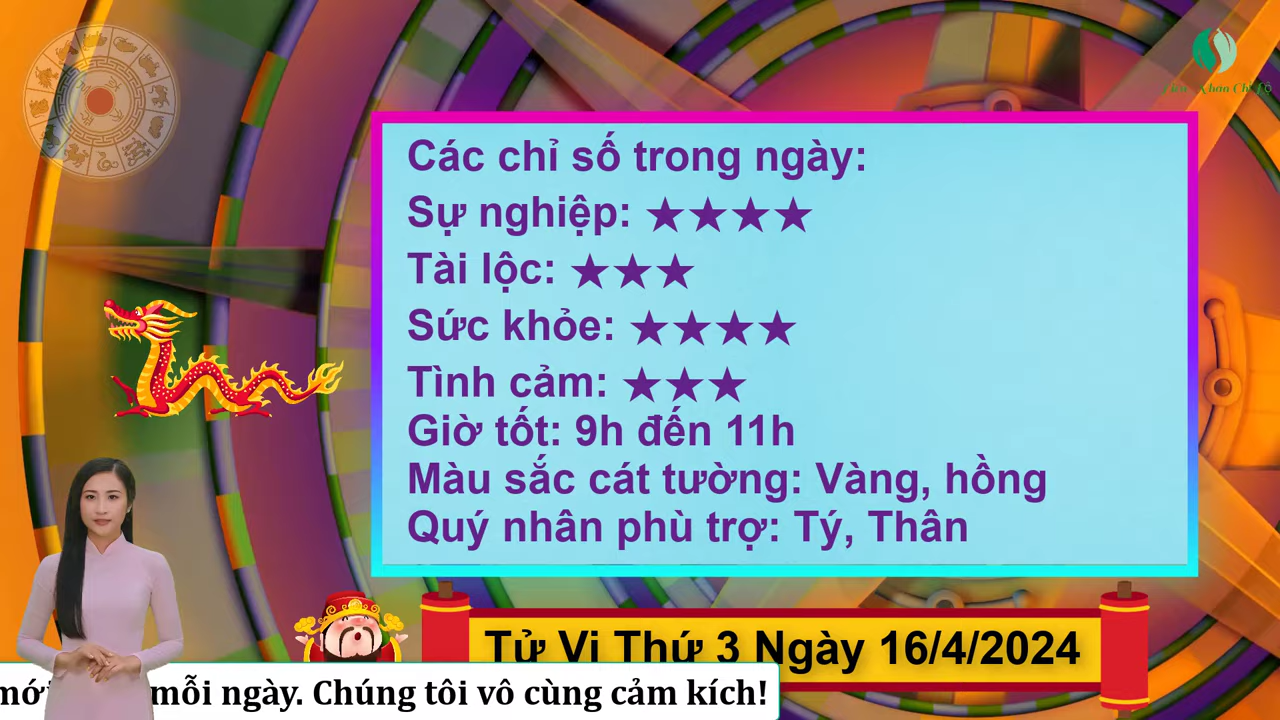 Các chỉ số trong ngày:
Sự nghiệp: ★★★★
Tài lộc: ★★★
Sức khỏe: ★★★★
Tình cảm: ★★★
Giờ tốt: 9h đến 11h
Màu sắc cát tường: Vàng, hồng
Quý nhân phù trợ: Tý, Thân
Tử Vi Thứ 3 Ngày 16/4/2024
mỗi ngày. Chúng tôi vô cùng cảm kích!